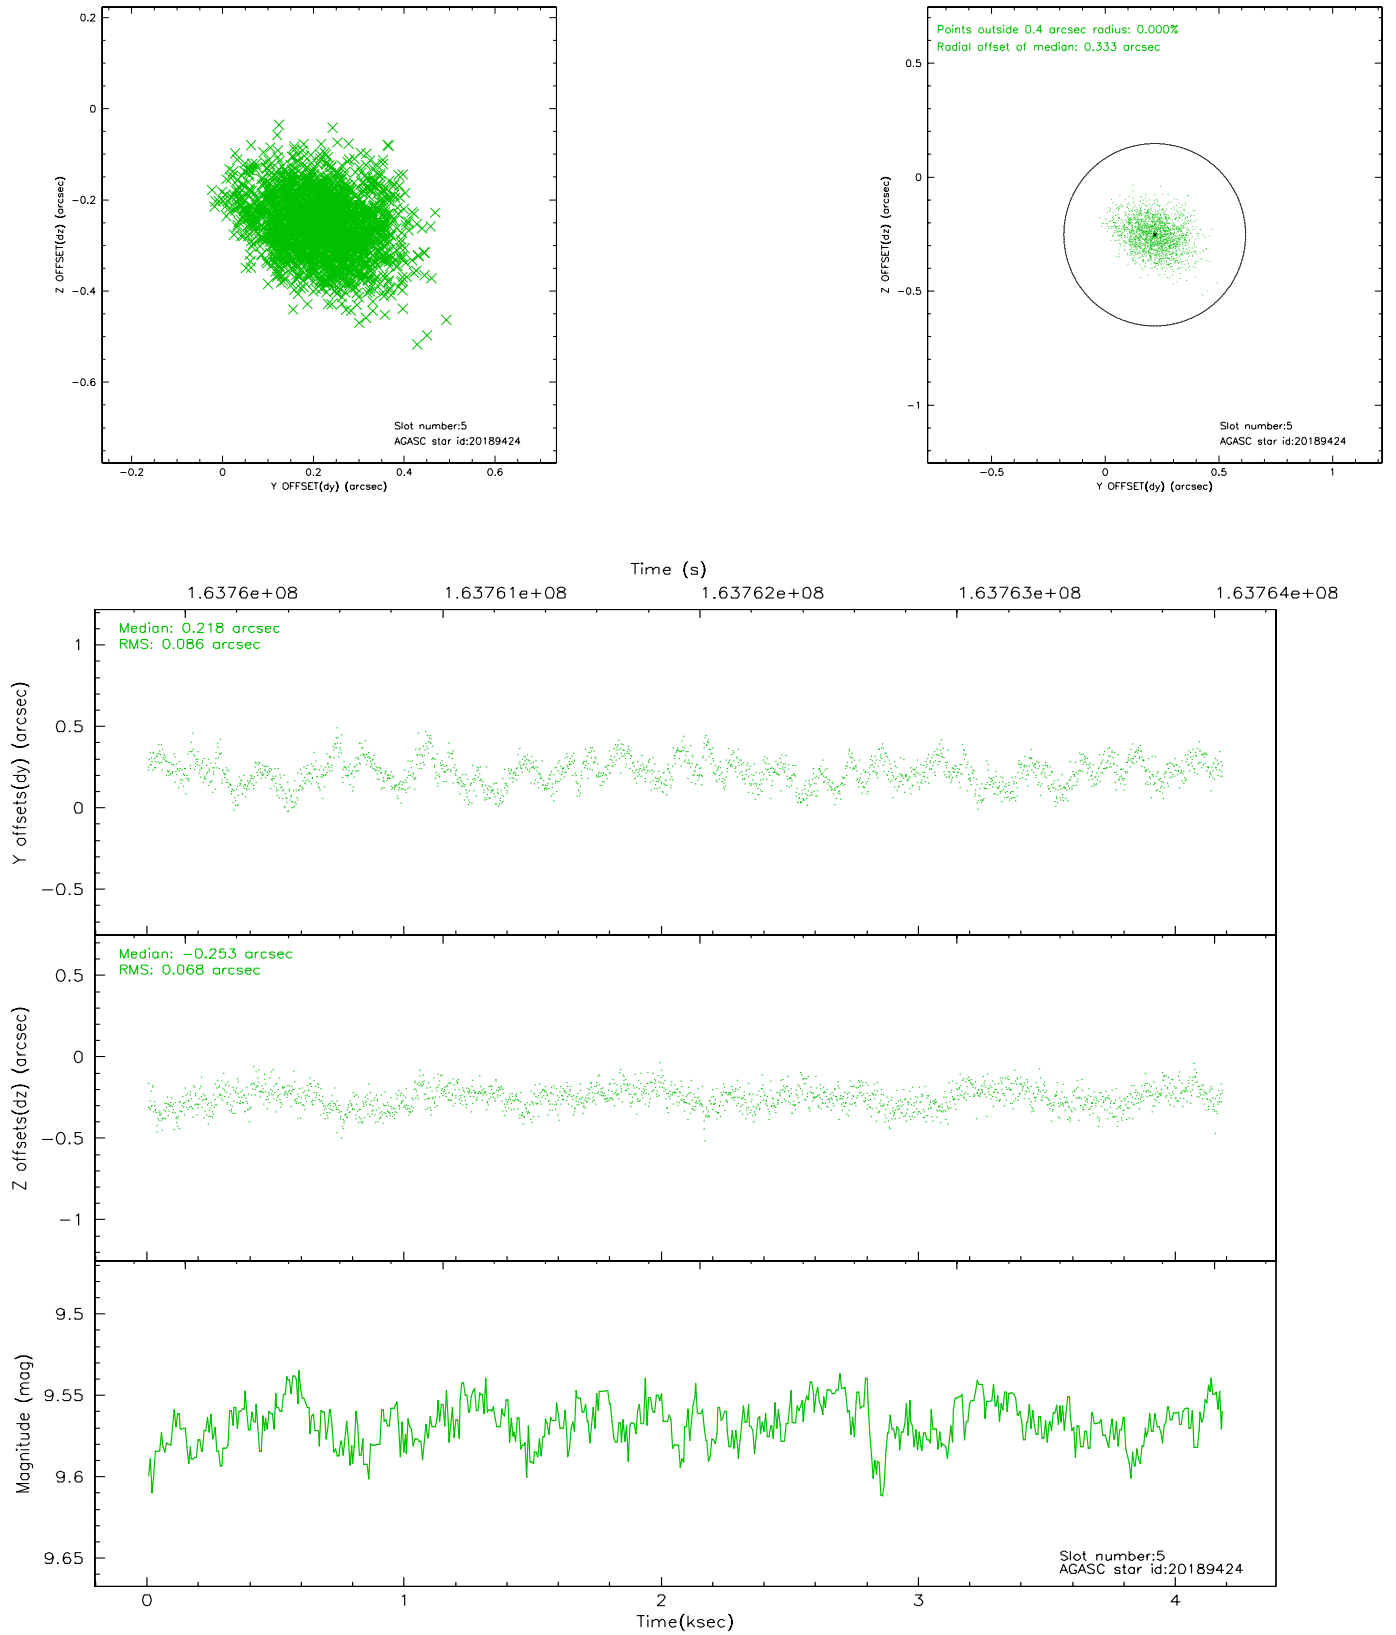 0.2
0
−0.2
−0.4
−0.6
Z OFFSET(dz) (arcsec)
Slot number:5
AGASC star id:20189424
−0.2 0 0.2 0.4 0.6
Y OFFSET(dy) (arcsec)
Points outside 0.4 arcsec radius: 0.000%
Radial offset of median: 0.333 arcsec
0.5
0
−0.5
−1
Z OFFSET(dz) (arcsec)
Slot number:5
AGASC star id:20189424
−0.5 0 0.5 1
Y OFFSET(dy) (arcsec)
Time (s)
1.6376e+08 1.63761e+08 1.63762e+08 1.63763e+08 1.63764e+08
Median: 0.218 arcsec
RMS: 0.086 arcsec
1
0.5
0
−0.5
Y offsets(dy) (arcsec)
Median: −0.253 arcsec
RMS: 0.068 arcsec
0.5
0
−0.5
−1
Z offsets(dz) (arcsec)
9.5
9.55
9.6
9.65
Magnitude (mag)
Slot number:5
AGASC star id:20189424
0 1 2 3 4
Time(ksec)